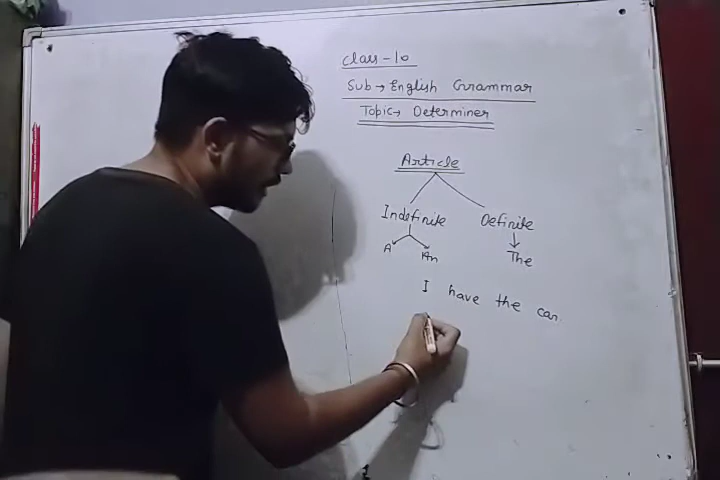 Class - 10
Sub → English Grammar
Topic → Determiner
Article
Indefinite Definite
A An The
I have the car.